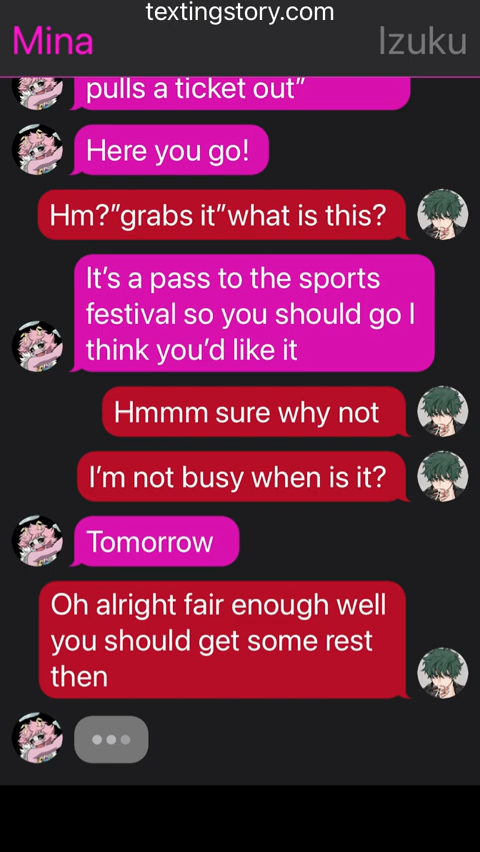 textingstory.com
Mina
Izuku
pulls a ticket out”
Here you go!
Hm?”grabs it”what is this?
It’s a pass to the sports
festival so you should go I
think you’d like it
Hmmm sure why not
I’m not busy when is it?
Tomorrow
Oh alright fair enough well
you should get some rest
then